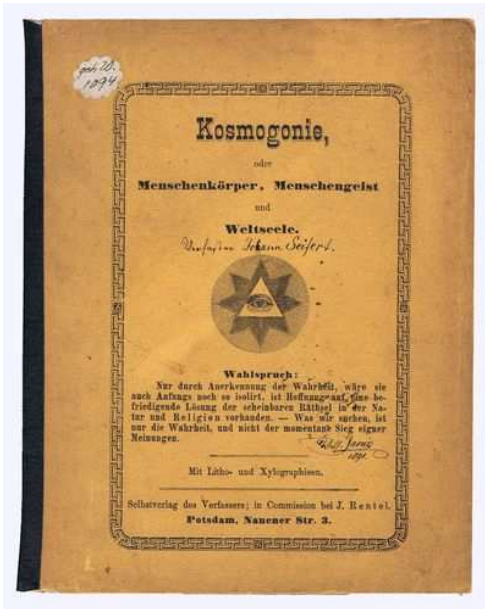 1094
Kosmogonie,
oder
Menschenkörper, Menschengeist
und
Weltseele.
Verfasser Johann Seifert.
Wahlspruch:
Nur durch Anerkennung der Wahrheit, wäre sie
auch Anfangs noch so isolirt, ist Hoffnung auf eine be-
friedigende Lösung der scheinbaren Räthsel in der Na-
tur und Religion vorhanden. — Was wir suchen, ist
nur die Wahrheit, und nicht der momentane Sieg eigner
Meinungen.
Mit Litho- und Xylographieen.
Selbstverlag des Verfassers; in Commission bei J. Rentel.
Potsdam, Nauener Str. 3.